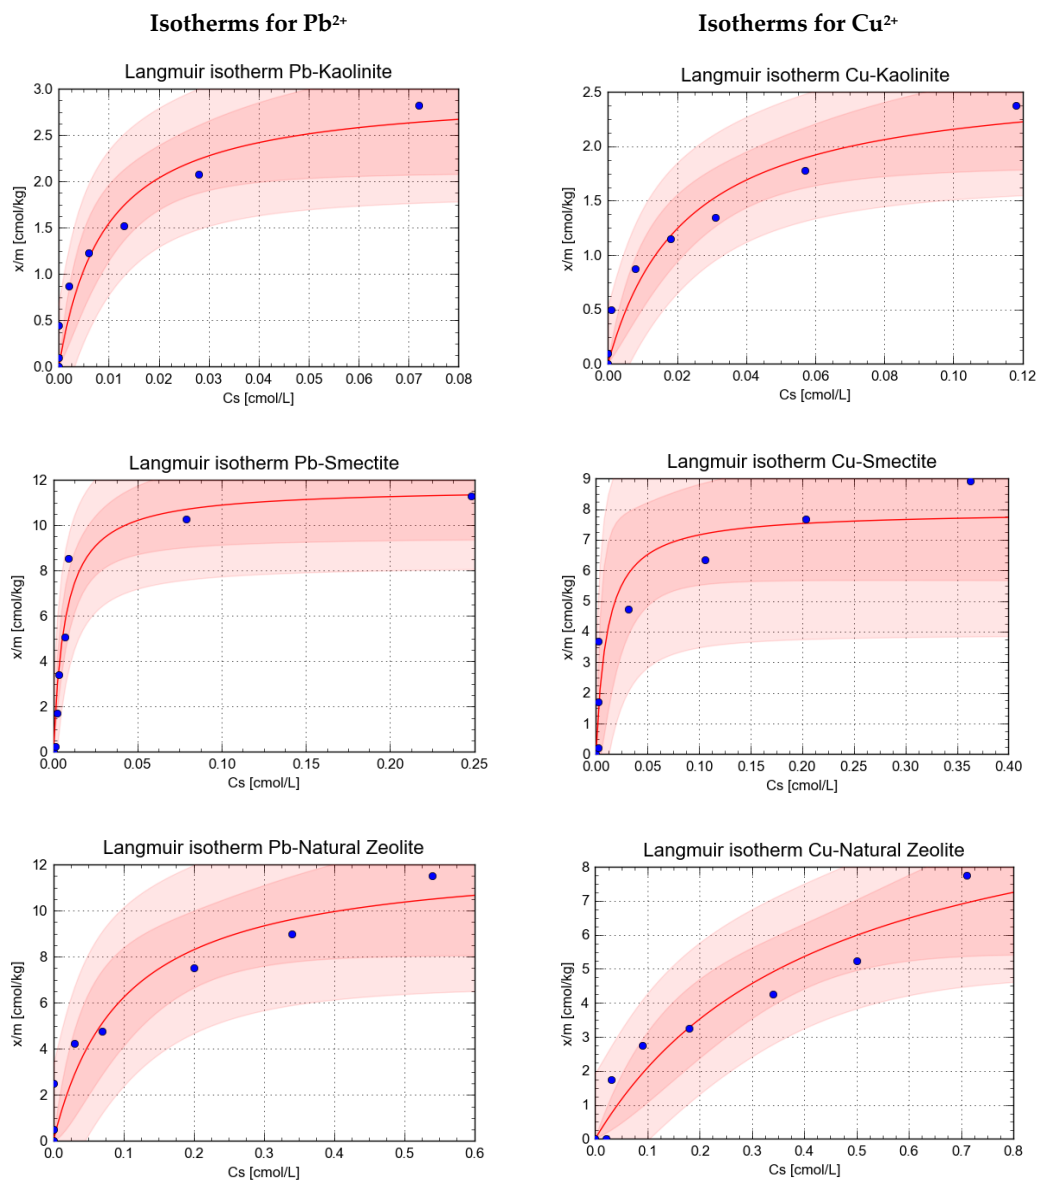 Isotherms for Pb²⁺
Isotherms for Cu²⁺
Langmuir isotherm Pb-Kaolinite
3.0
2.5
2.0
1.5
1.0
0.5
0.0
x/m [cmol/kg]
0.00 0.01 0.02 0.03 0.04 0.05 0.06 0.07 0.08
Cs [cmol/L]
Langmuir isotherm Cu-Kaolinite
2.5
2.0
1.5
1.0
0.5
0.0
x/m [cmol/kg]
0.00 0.02 0.04 0.06 0.08 0.10 0.12
Cs [cmol/L]
Langmuir isotherm Pb-Smectite
12
10
8
6
4
2
0
x/m [cmol/kg]
0.00 0.05 0.10 0.15 0.20 0.25
Cs [cmol/L]
Langmuir isotherm Cu-Smectite
9
8
7
6
5
4
3
2
1
0
x/m [cmol/kg]
0.00 0.05 0.10 0.15 0.20 0.25 0.30 0.35 0.40
Cs [cmol/L]
Langmuir isotherm Pb-Natural Zeolite
12
10
8
6
4
2
0
x/m [cmol/kg]
0.0 0.1 0.2 0.3 0.4 0.5 0.6
Cs [cmol/L]
Langmuir isotherm Cu-Natural Zeolite
8
7
6
5
4
3
2
1
0
x/m [cmol/kg]
0.0 0.1 0.2 0.3 0.4 0.5 0.6 0.7 0.8
Cs [cmol/L]